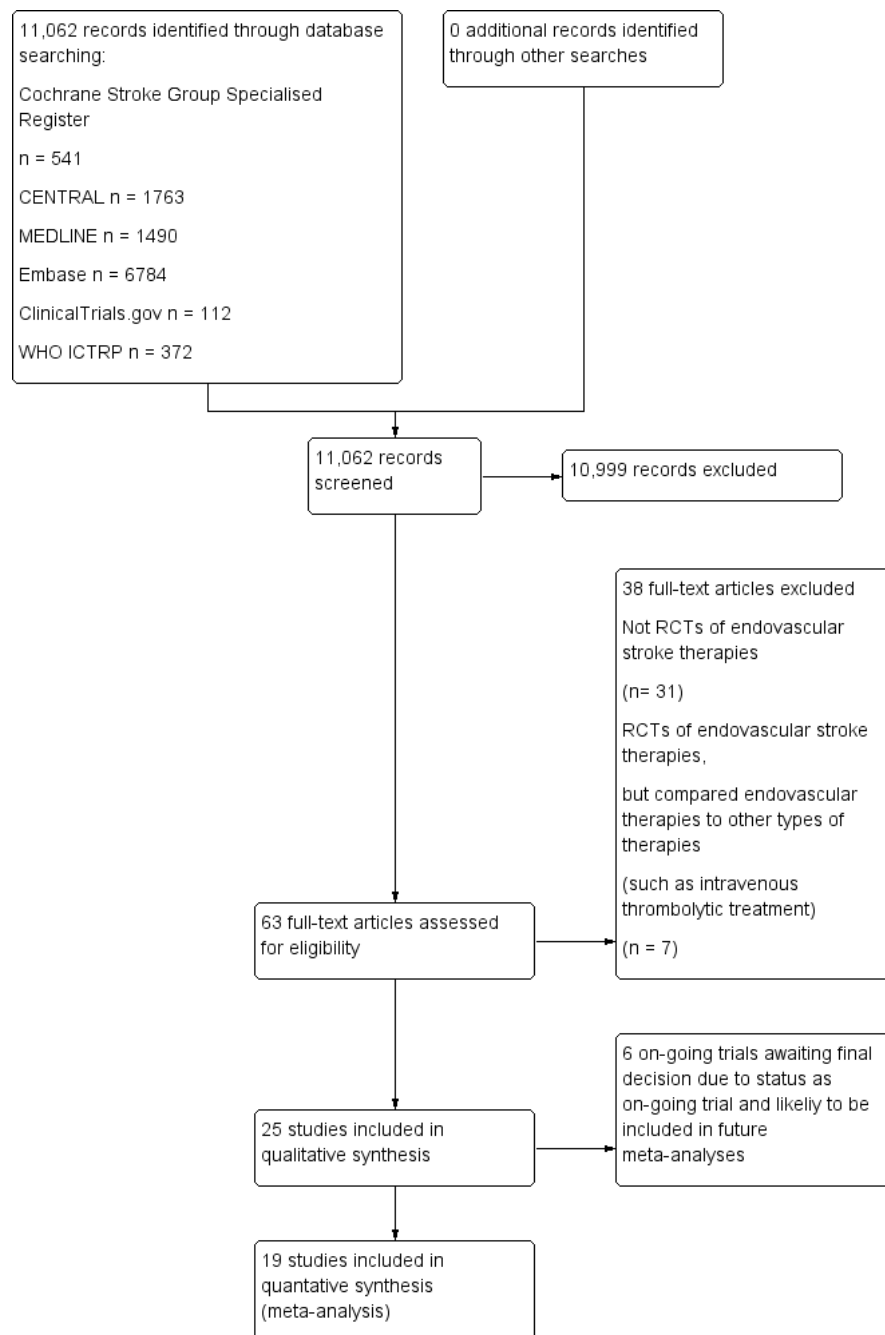 11,062 records identified through database
searching:
Cochrane Stroke Group Specialised
Register
n = 541
CENTRAL n = 1763
MEDLINE n = 1490
Embase n = 6784
ClinicalTrials.gov n = 112
WHO ICTRP n = 372
0 additional records identified
through other searches
11,062 records
screened
10,999 records excluded
38 full-text articles excluded
Not RCTs of endovascular
stroke therapies
(n= 31)
RCTs of endovascular stroke
therapies,
but compared endovascular
therapies to other types of
therapies
(such as intravenous
thrombolytic treatment)
(n = 7)
63 full-text articles assessed
for eligibility
6 on-going trials awaiting final
decision due to status as
on-going trial and likeliy to be
included in future
meta-analyses
25 studies included in
qualitative synthesis
19 studies included in
quantative synthesis
(meta-analysis)